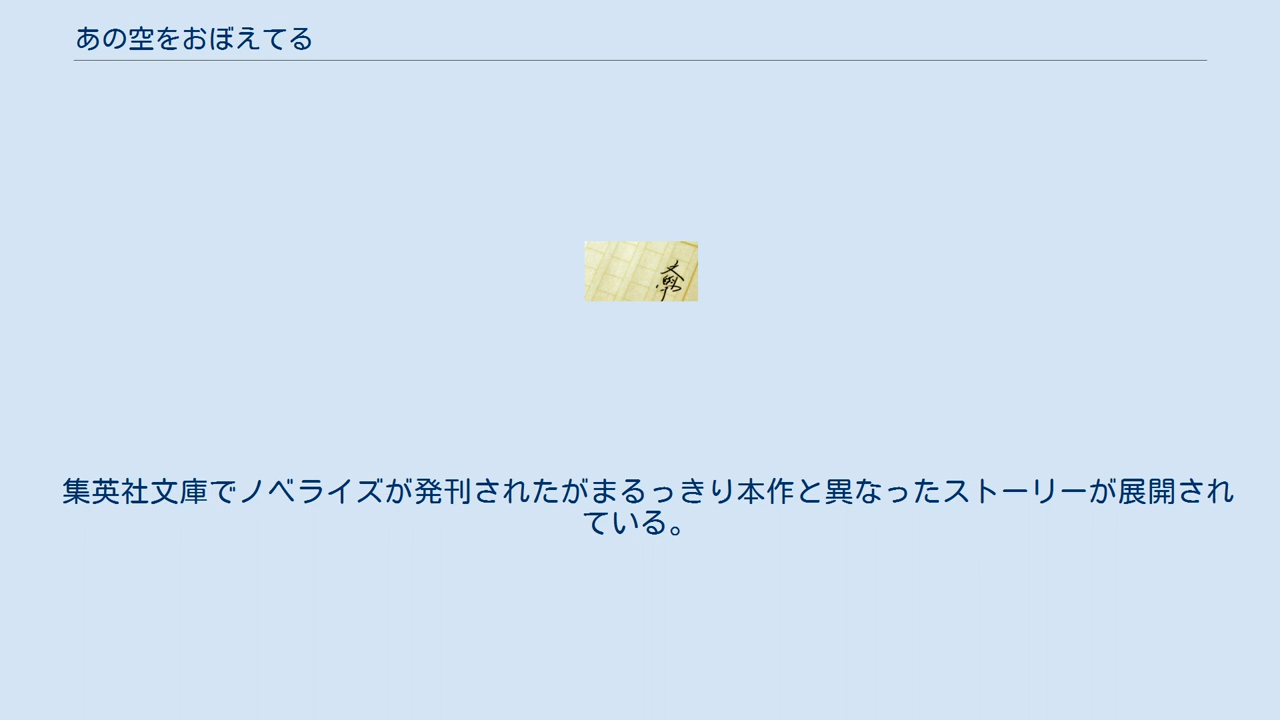 あの空をおぼえてる
集英社文庫でノベライズが発刊されたがまるっきり本作と異なったストーリーが展開され
ている。